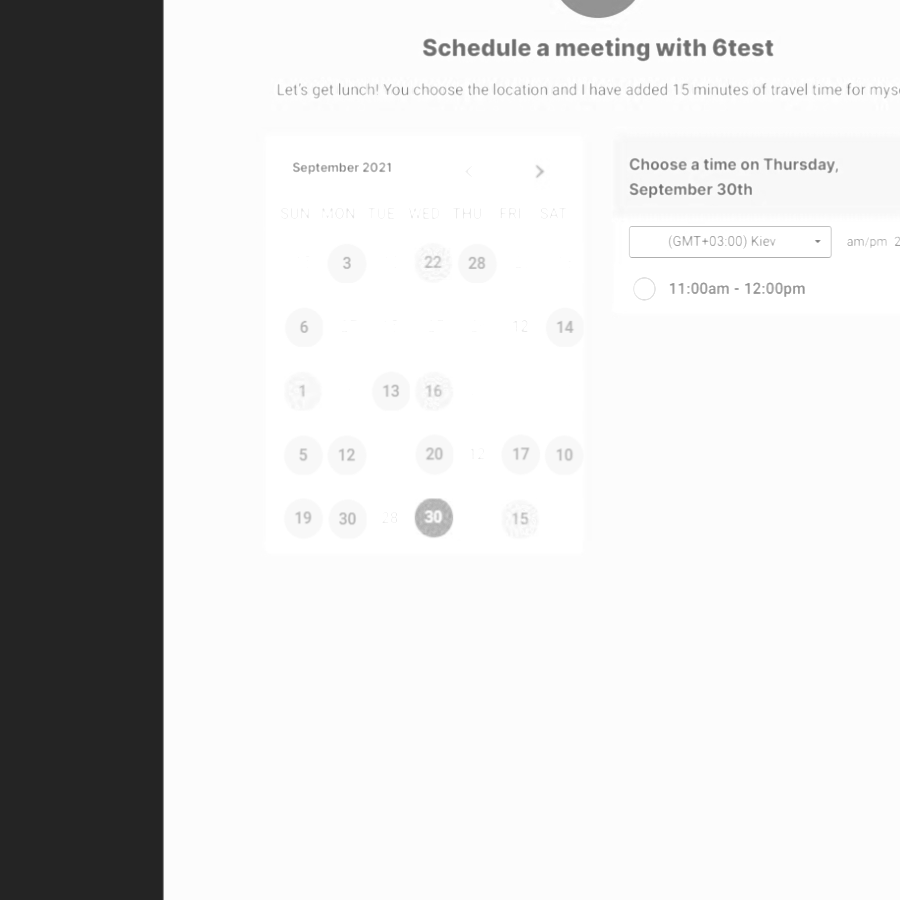 Schedule a meeting with 6test
Let's get lunch! You choose the location and I have added 15 minutes of travel time for
September 2021
SUN MON TUE WED THU FRI SAT
3 22 28
6 12 14
1 13 16
5 12 20 12 17 10
19 30 28 30 15
Choose a time on Thursday,
September 30th
(GMT+03:00) Kiev am/pm
11:00am - 12:00pm